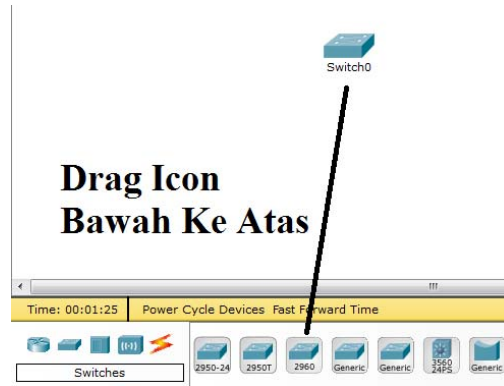 Switch0
Drag Icon
Bawah Ke Atas
Time: 00:01:25 Power Cycle Devices Fast Forward Time
Switches
2950-24 2950T 2960 Generic Generic 3560 24PS Generic